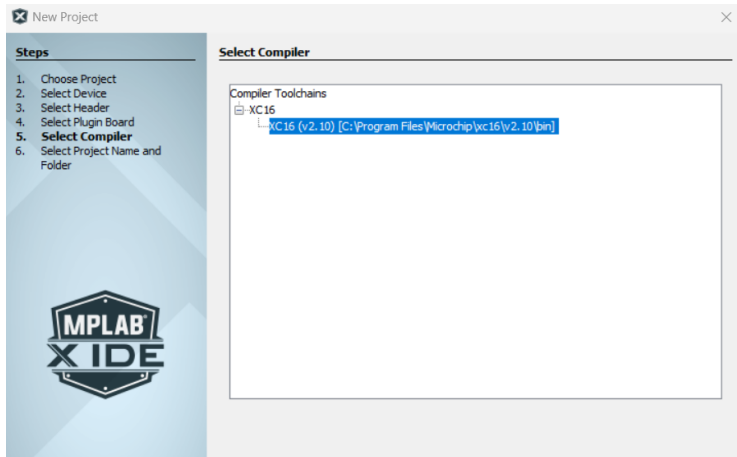 New Project
Steps
1. Choose Project
2. Select Device
3. Select Header
4. Select Plugin Board
5. Select Compiler
6. Select Project Name and
Folder
MPLAB®
X IDE
Select Compiler
Compiler Toolchains
XC16
XC16 (v2.10) [C:\Program Files\Microchip\xc16\v2.10\bin]